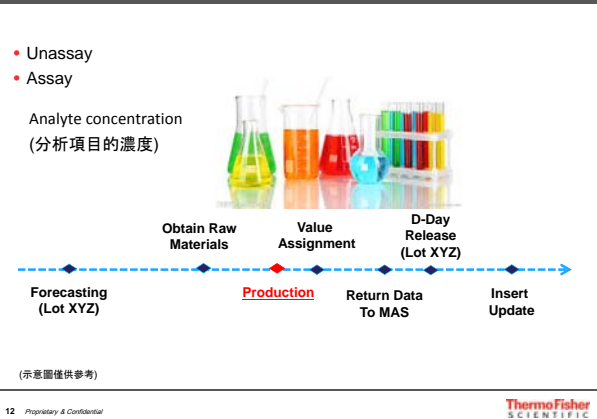 • Unassay
• Assay
Analyte concentration
(分析項目的濃度)
Obtain Raw
Materials
Value
Assignment
D-Day
Release
(Lot XYZ)
Forecasting
(Lot XYZ)
Production
Return Data
To MAS
Insert
Update
(示意圖僅供參考)
12 Proprietary & Confidential
ThermoFisher
SCIENTIFIC